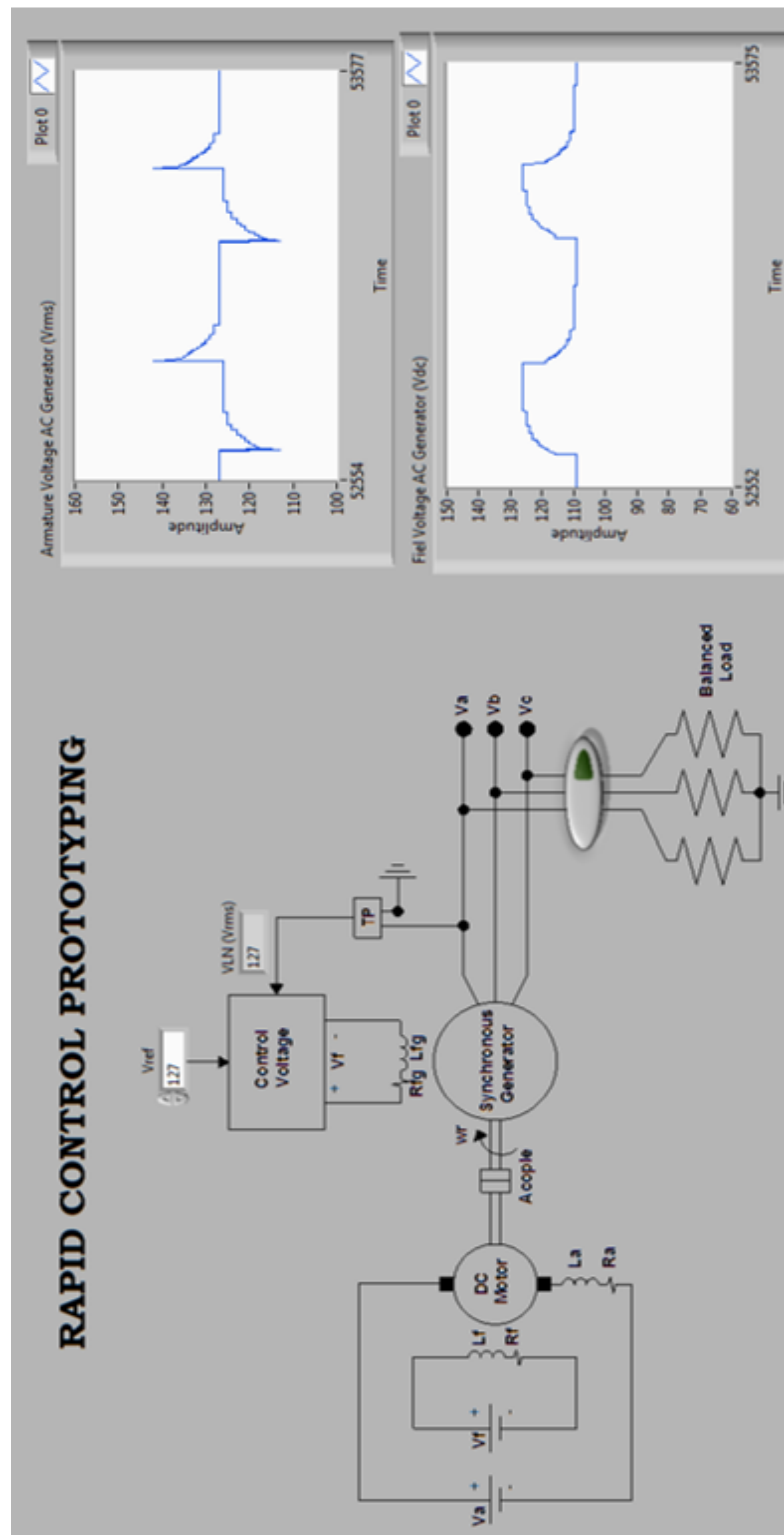 RAPID CONTROL PROTOTYPING
Vref
127
VLN (Vrms)
127
Control
Voltage
+ Vf -
Rfg Lfg
TP
Va
Vb
Vc
Va
+
-
Vf
+
-
Lf
Rf
DC
Motor
La
Ra
wr
Acople
Synchronous
Generator
Balanced
Load
Armature Voltage AC Generator (Vrms)
Plot 0
Amplitude
160
150
140
130
120
110
100
52554
53577
Time
Fiel Voltage AC Generator (Vdc)
Plot 0
Amplitude
150
140
130
120
110
100
90
80
70
60
52552
53575
Time